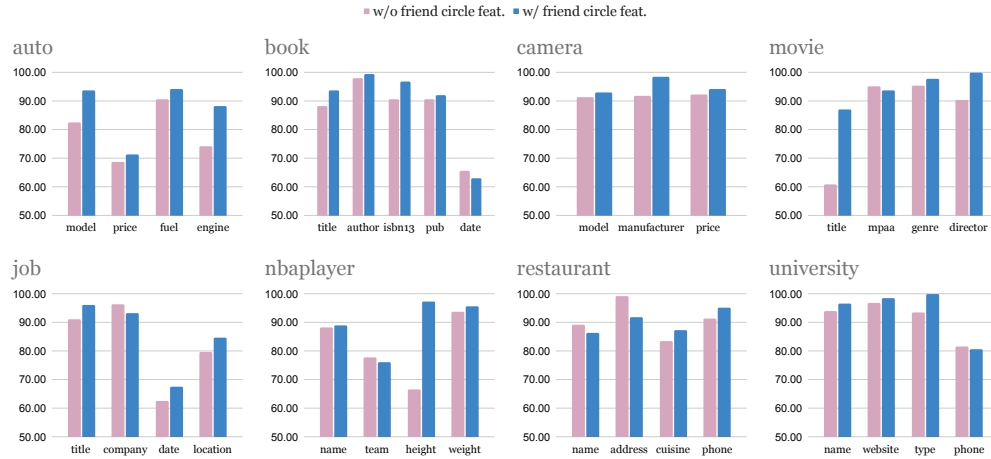 w/o friend circle feat. w/ friend circle feat.
auto book camera movie
100.00 100.00 100.00 100.00
90.00 90.00 90.00 90.00
80.00 80.00 80.00 80.00
70.00 70.00 70.00 70.00
60.00 60.00 60.00 60.00
50.00 50.00 50.00 50.00
model price fuel engine title author isbn13 pub date model manufacturer price title mpaa genre director
job nbaplayer restaurant university
100.00 100.00 100.00 100.00
90.00 90.00 90.00 90.00
80.00 80.00 80.00 80.00
70.00 70.00 70.00 70.00
60.00 60.00 60.00 60.00
50.00 50.00 50.00 50.00
title company date location name team height weight name address cuisine phone name website type phone